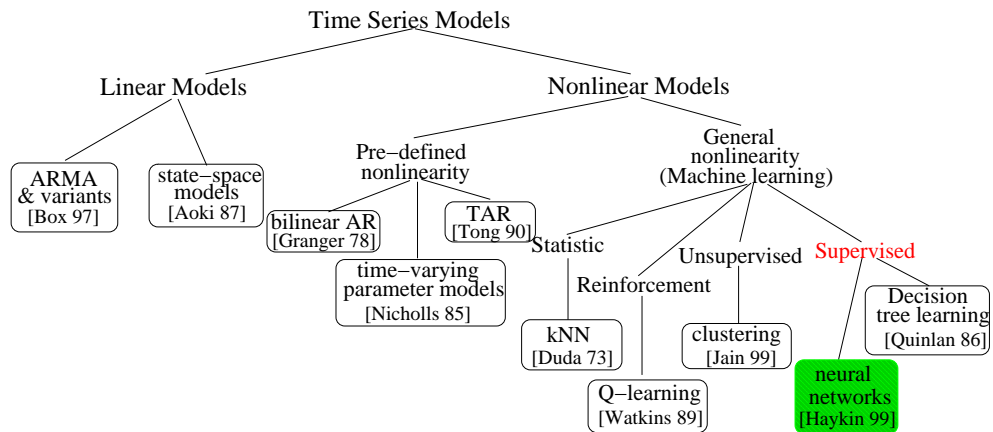 Time Series Models
Linear Models
Nonlinear Models
ARMA
& variants
[Box 97]
state-space
models
[Aoki 87]
Pre-defined
nonlinearity
General
nonlinearity
(Machine learning)
bilinear AR
[Granger 78]
TAR
[Tong 90]
time-varying
parameter models
[Nicholls 85]
Statistic
Reinforcement
Unsupervised
Supervised
kNN
[Duda 73]
Q-learning
[Watkins 89]
clustering
[Jain 99]
neural
networks
[Haykin 99]
Decision
tree learning
[Quinlan 86]